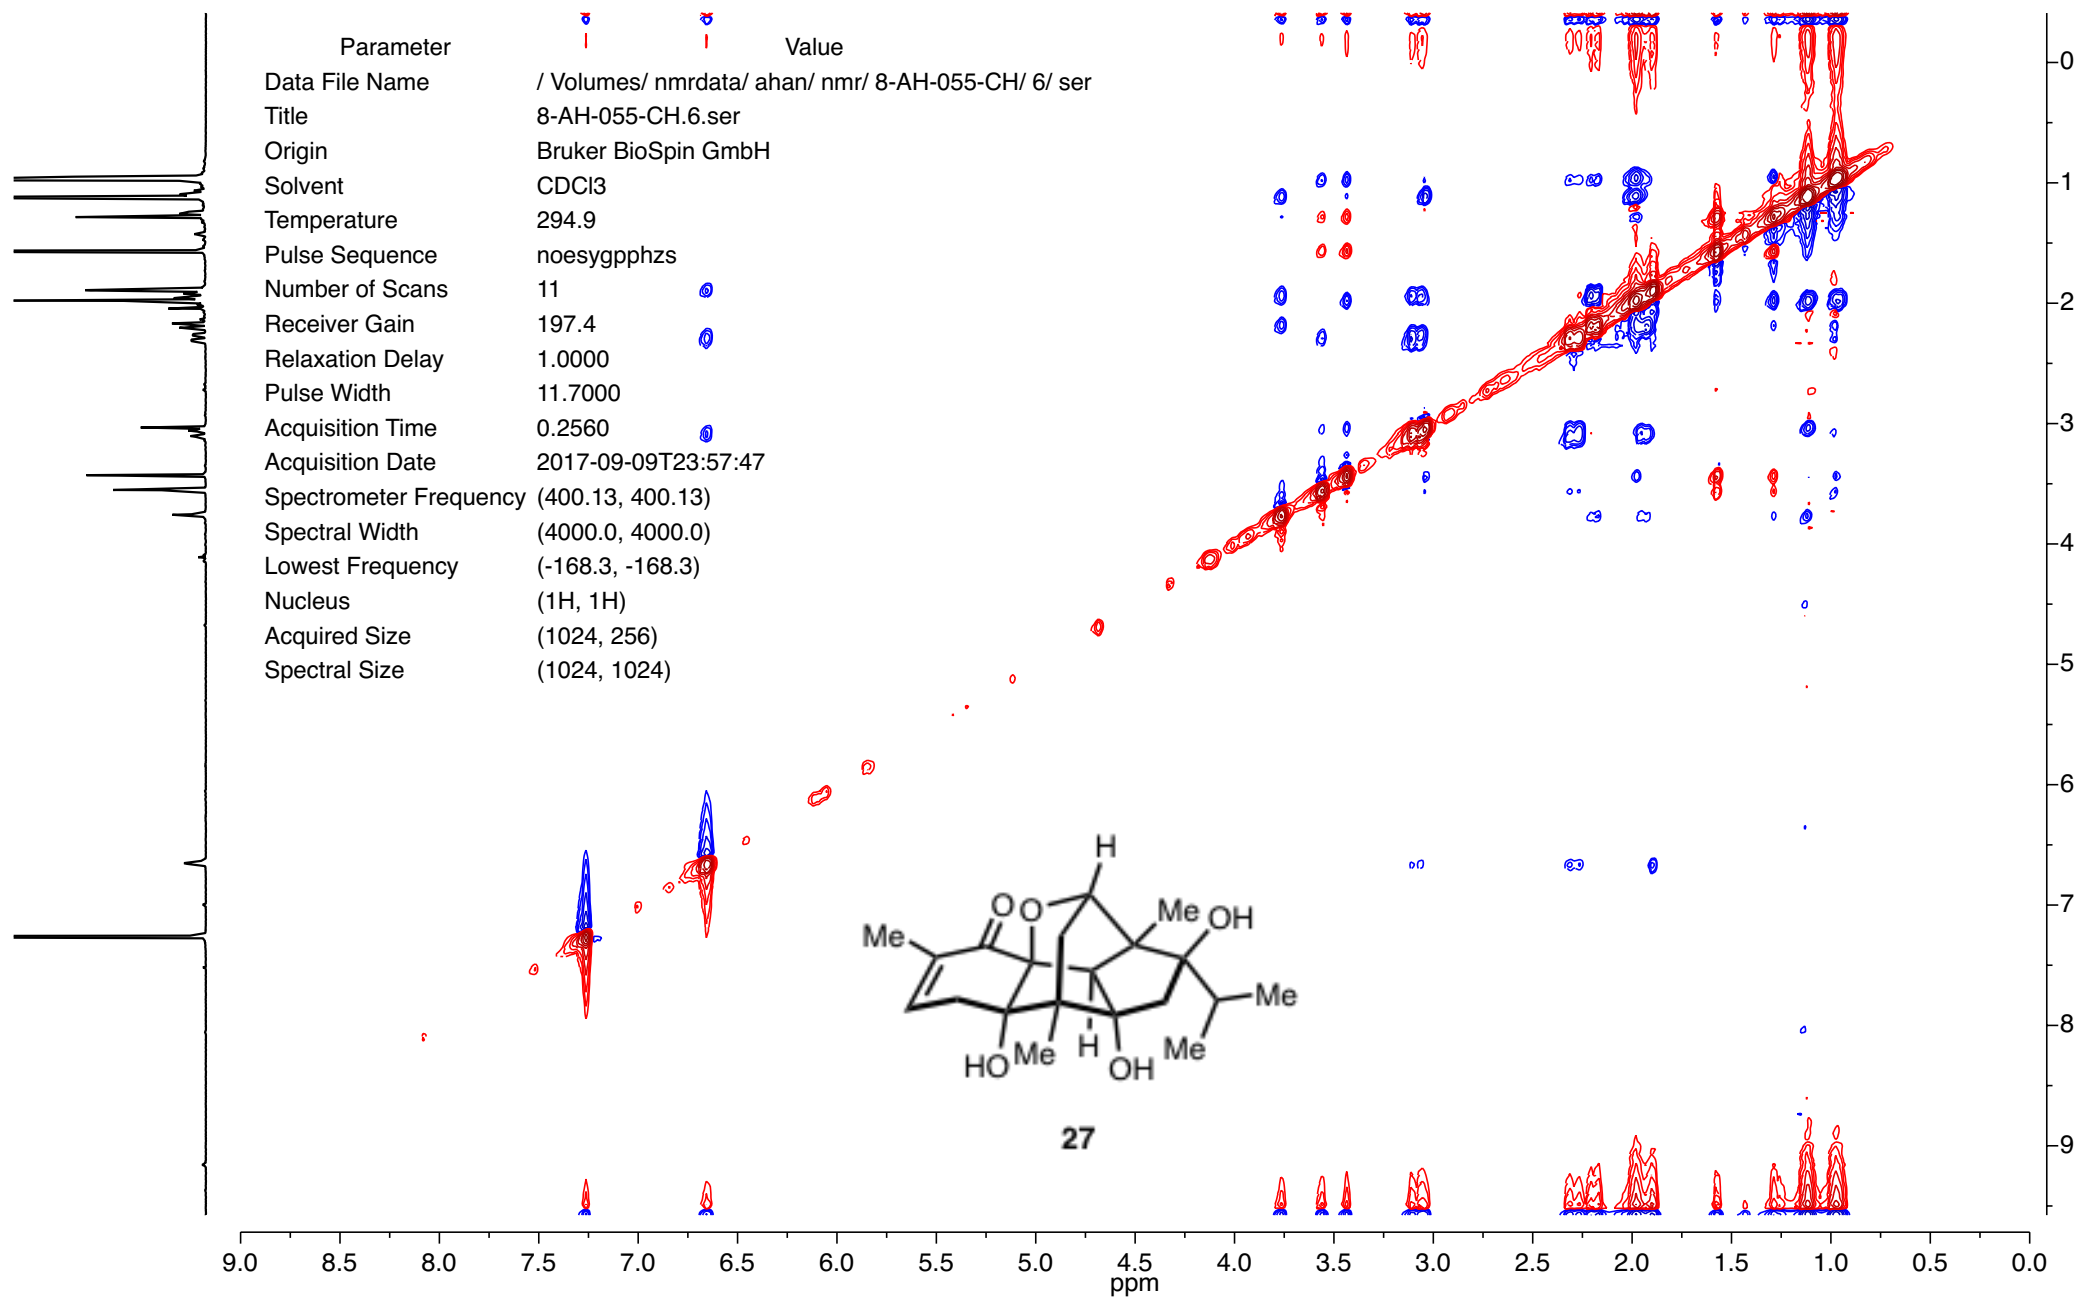 Parameter Value
Data File Name / Volumes/ nmrdata/ ahan/ nmr/ 8-AH-055-CH/ 6/ ser
Title 8-AH-055-CH.6.ser
Origin Bruker BioSpin GmbH
Solvent CDCl3
Temperature 294.9
Pulse Sequence noesygpphzs
Number of Scans 11
Receiver Gain 197.4
Relaxation Delay 1.0000
Pulse Width 11.7000
Acquisition Time 0.2560
Acquisition Date 2017-09-09T23:57:47
Spectrometer Frequency (400.13, 400.13)
Spectral Width (4000.0, 4000.0)
Lowest Frequency (-168.3, -168.3)
Nucleus (1H, 1H)
Acquired Size (1024, 256)
Spectral Size (1024, 1024)
0
1
2
3
4
5
6
7
8
9
H
O O Me OH
Me
Me
HO Me H OH Me
27
9.0 8.5 8.0 7.5 7.0 6.5 6.0 5.5 5.0 4.5 4.0 3.5 3.0 2.5 2.0 1.5 1.0 0.5 0.0
ppm